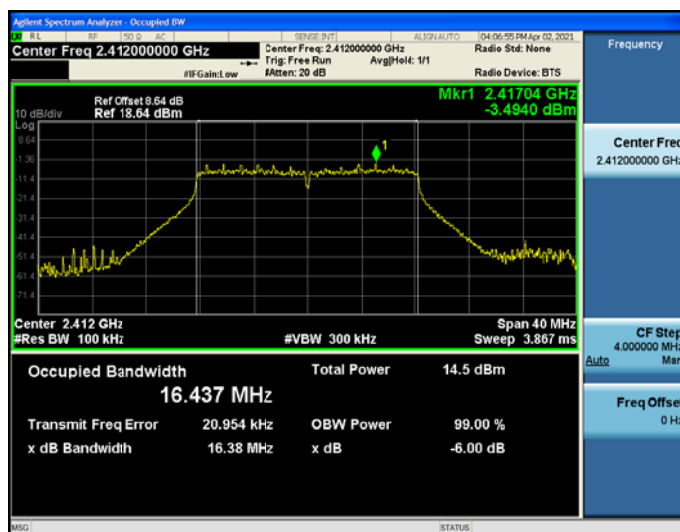 Agilent Spectrum Analyzer - Occupied BW
RL RF 50 Ω AC SENSE:INT ALIGN AUTO 04:06:55 PM Apr 02, 2021
Center Freq 2.412000000 GHz
Center Freq: 2.412000000 GHz
Radio Std: None
Trig: Free Run Avg|Hold: 1/1
#IFGain:Low #Atten: 20 dB Radio Device: BTS
Frequency
Mkr1 2.41704 GHz
-3.4940 dBm
Ref Offset 8.64 dB
10 dB/div Ref 18.64 dBm
Log
8.64
-1.36
-11.4
-21.4
-31.4
-41.4
-51.4
-61.4
-71.4
1
Center 2.412 GHz Span 40 MHz
#Res BW 100 kHz #VBW 300 kHz Sweep 3.867 ms
Occupied Bandwidth Total Power 14.5 dBm
16.437 MHz
Transmit Freq Error 20.954 kHz OBW Power 99.00 %
x dB Bandwidth 16.38 MHz x dB -6.00 dB
Center Freq
2.412000000 GHz
CF Step
4.000000 MHz
Auto Man
Freq Offset
0 Hz
MSG STATUS